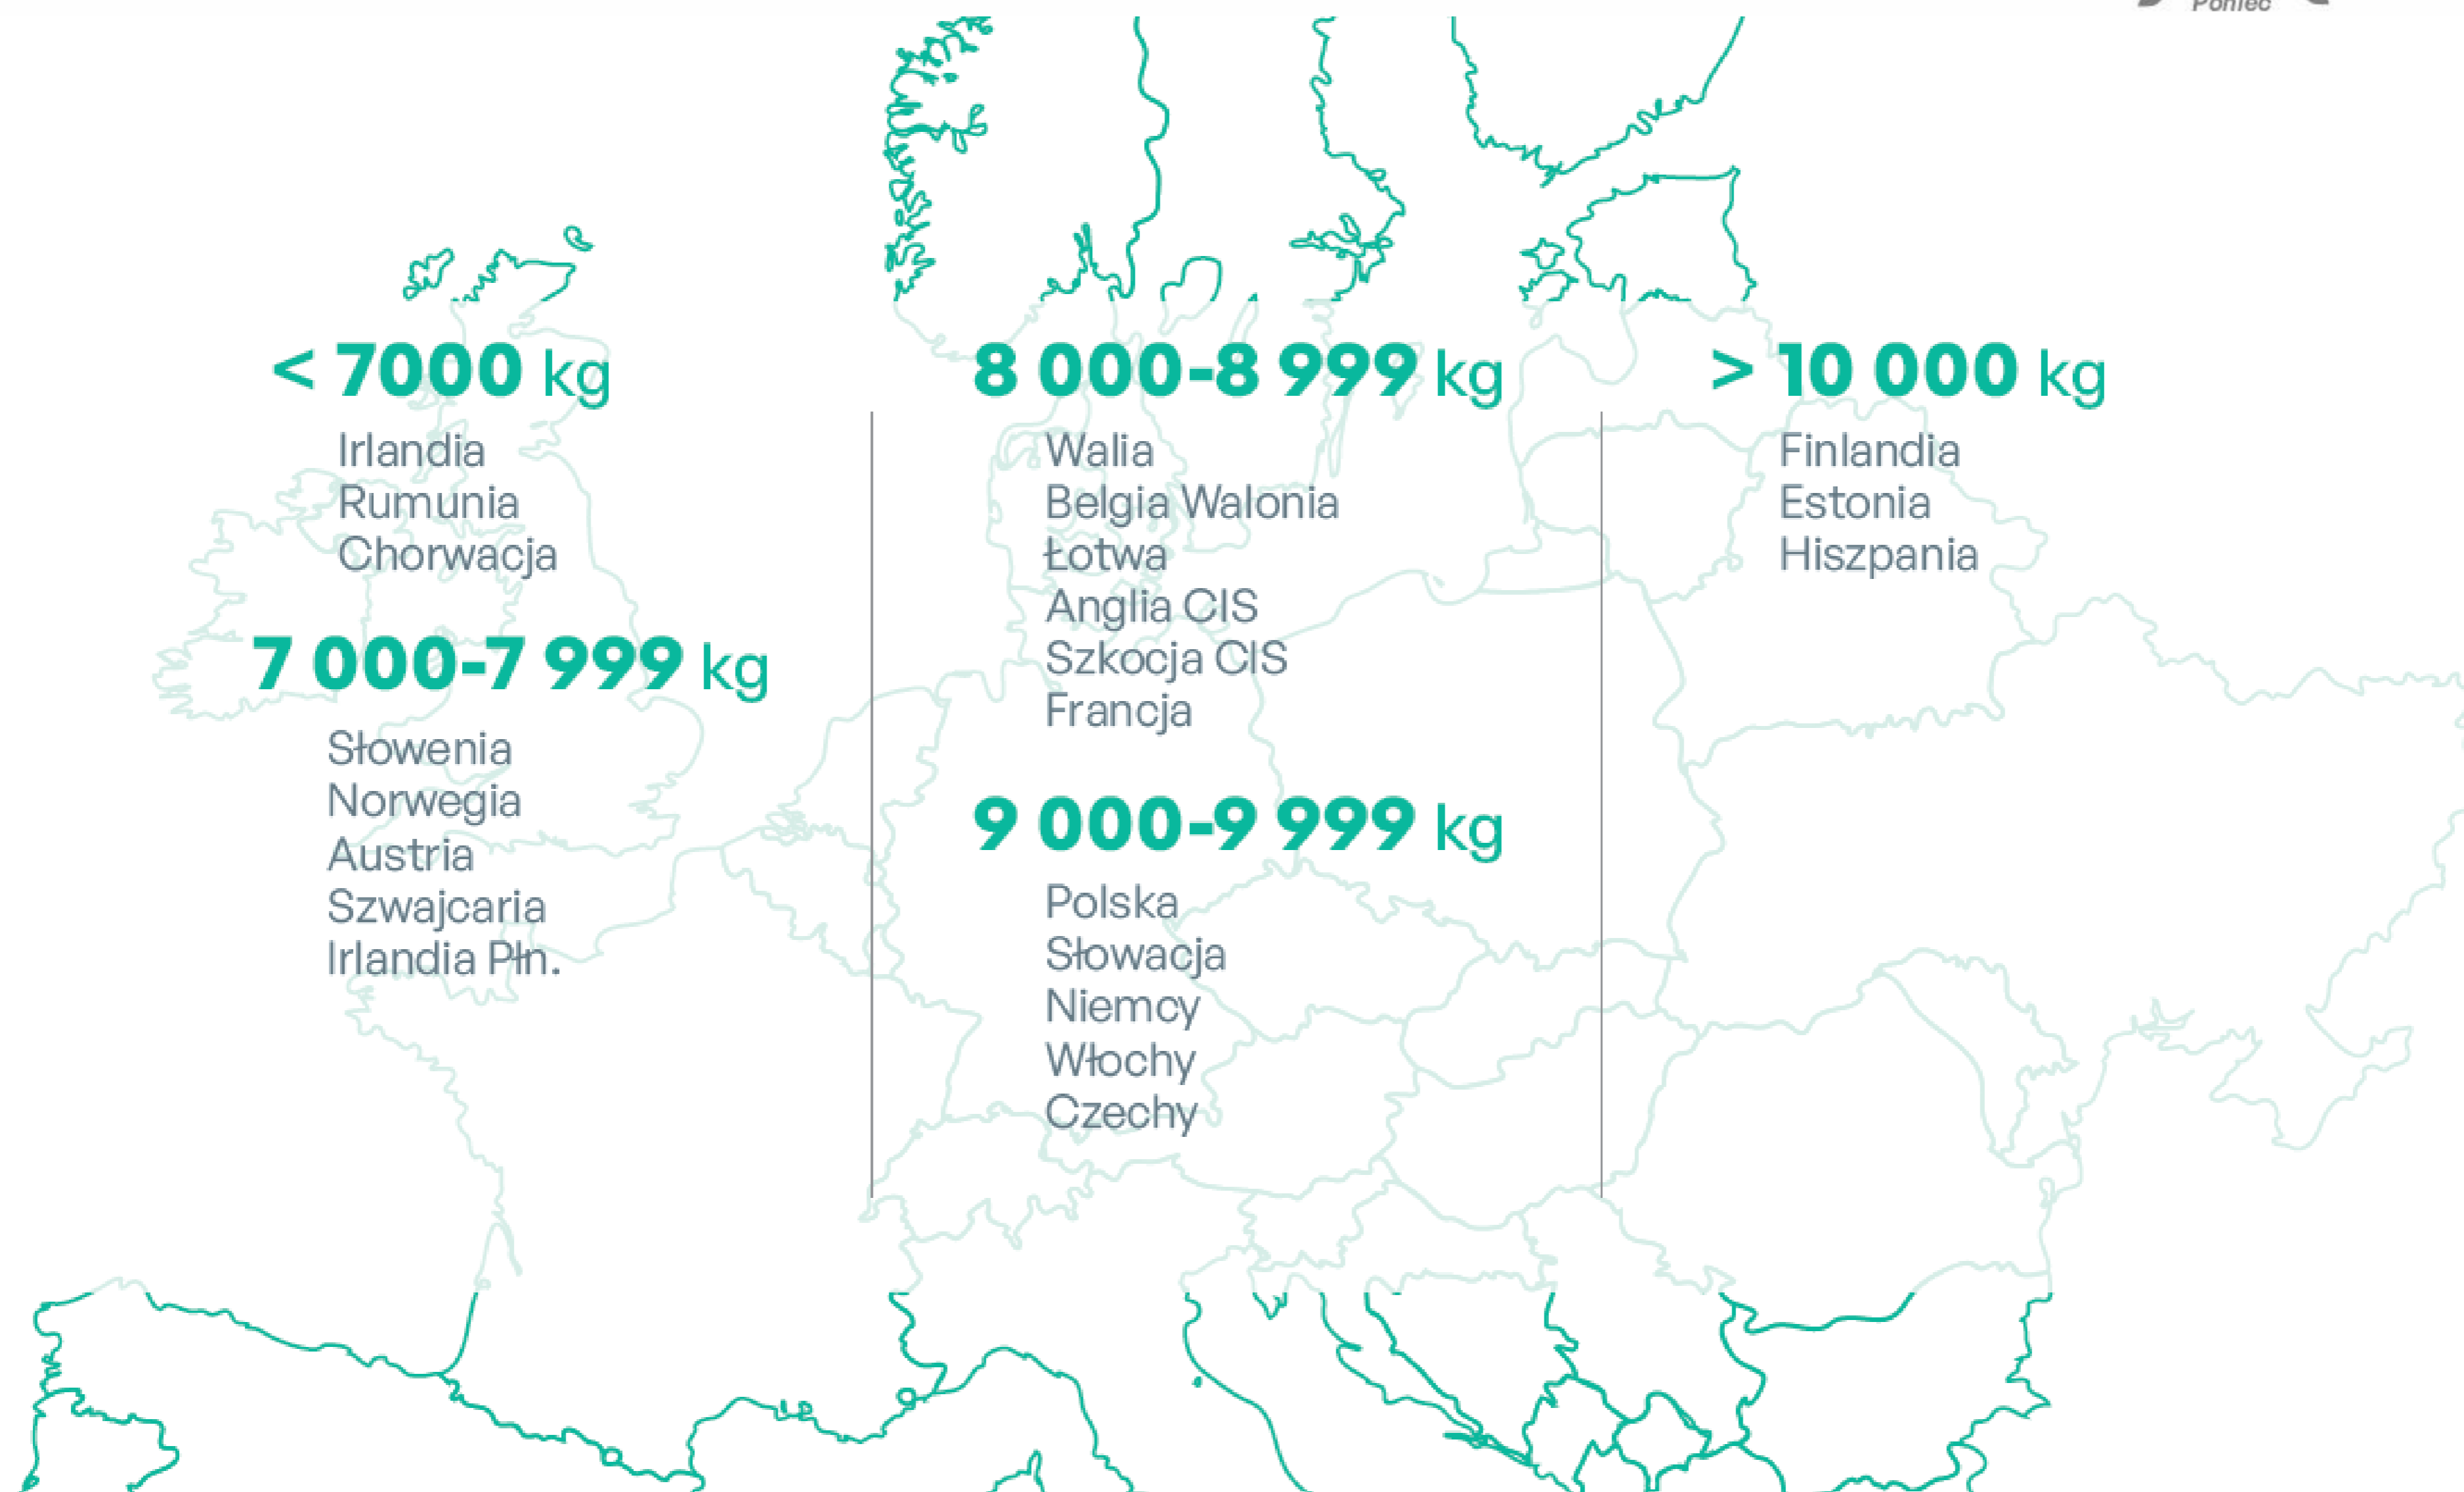 Poniec
< 7000 kg
Irlandia
Rumunia
Chorwacja
7 000-7 999 kg
Słowenia
Norwegia
Austria
Szwajcaria
Irlandia Płn.
8 000-8 999 kg
Walia
Belgia Walonia
Łotwa
Anglia CIS
Szkocja CIS
Francja
9 000-9 999 kg
Polska
Słowacja
Niemcy
Włochy
Czechy
> 10 000 kg
Finlandia
Estonia
Hiszpania